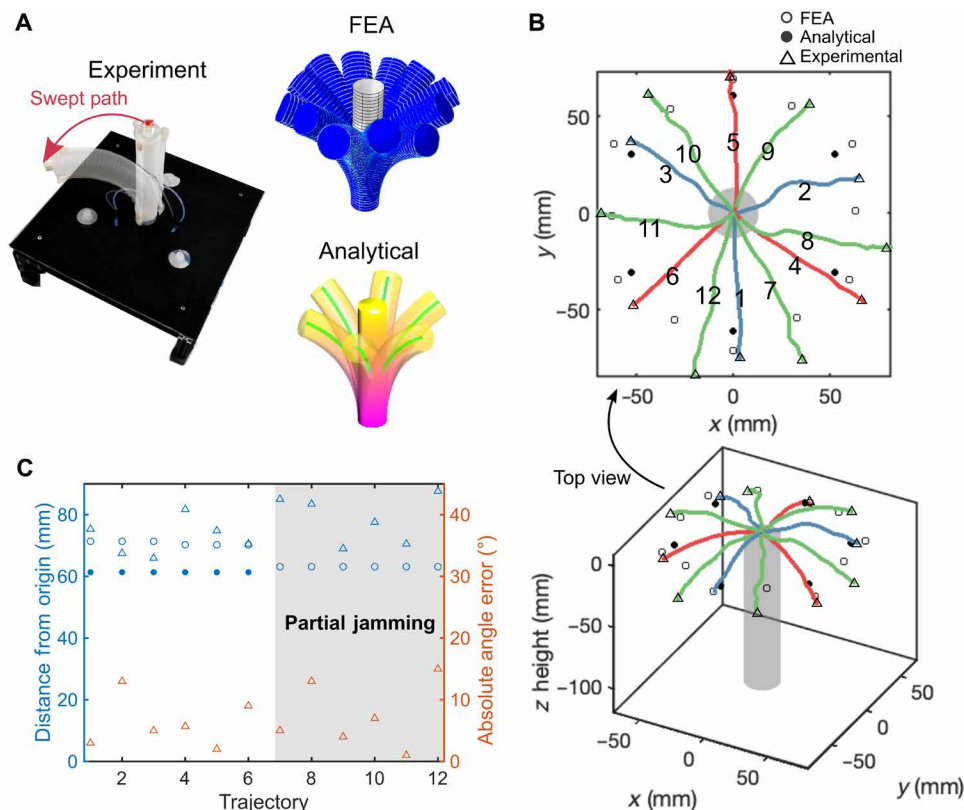 A
Experiment
Swept path
FEA
Analytical
B
FEA
Analytical
Experimental
50
0
−50
y (mm)
−50
0
50
x (mm)
1
2
3
4
5
6
7
8
9
10
11
12
Top view
0
−50
−100
z height (mm)
−50
0
50
x (mm)
50
0
−50
y (mm)
C
Distance from origin (mm)
80
60
40
20
0
Partial jamming
40
30
20
10
0
Absolute angle error (°)
2
4
6
8
10
12
Trajectory